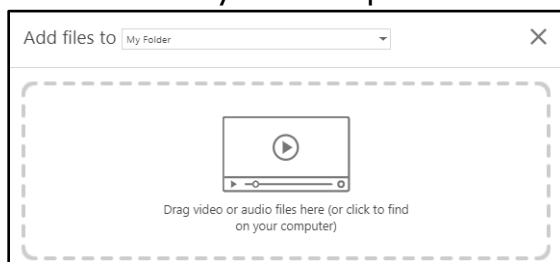 Add files to My Folder
Drag video or audio files here (or click to find
on your computer)